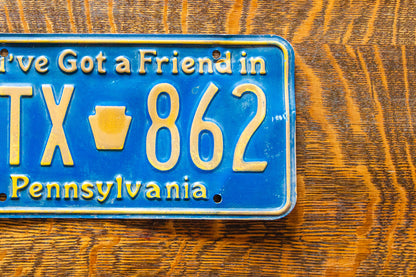 i've Got a Friend in
TX 862
Pennsylvania